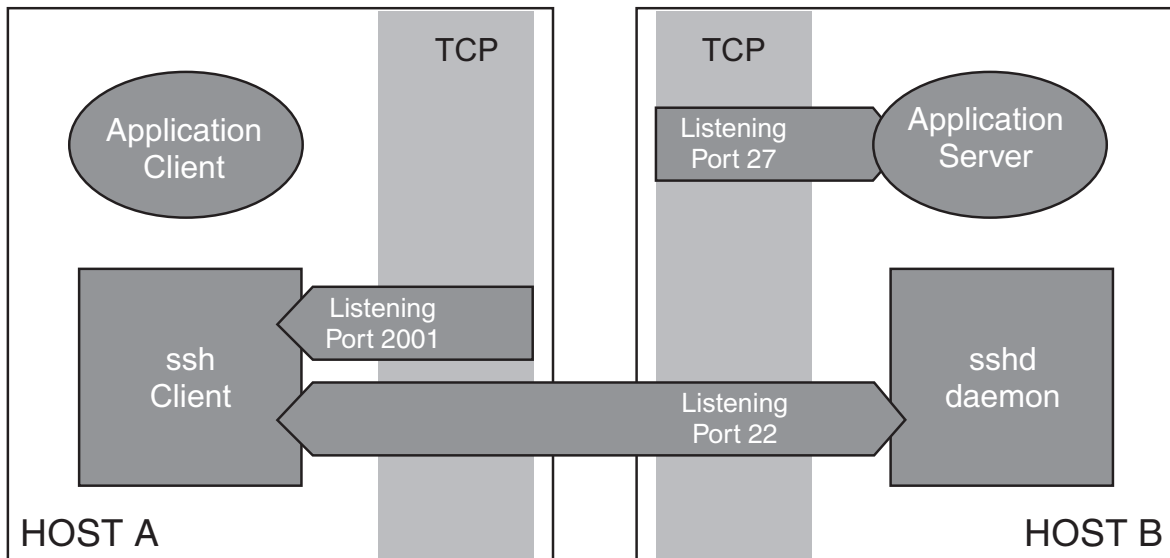 TCP
TCP
Application
Client
Listening
Port 27
Application
Server
Listening
Port 2001
ssh
Client
sshd
daemon
Listening
Port 22
HOST A
HOST B